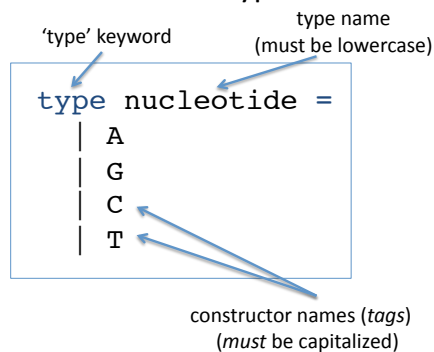 'type' keyword
type name
(must be lowercase)
type nucleotide =
| A
| G
| C
| T
constructor names (tags)
(must be capitalized)